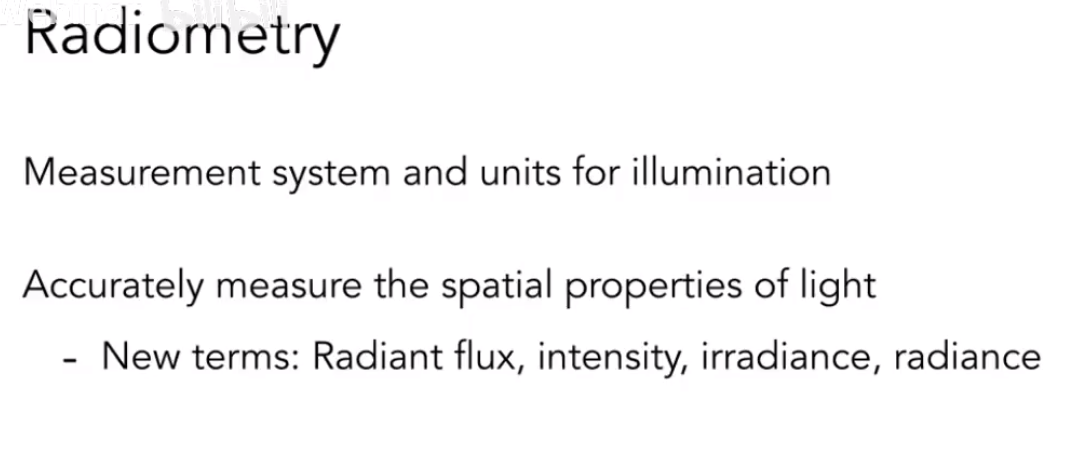 Radiometry
Measurement system and units for illumination
Accurately measure the spatial properties of light
- New terms: Radiant flux, intensity, irradiance, radiance